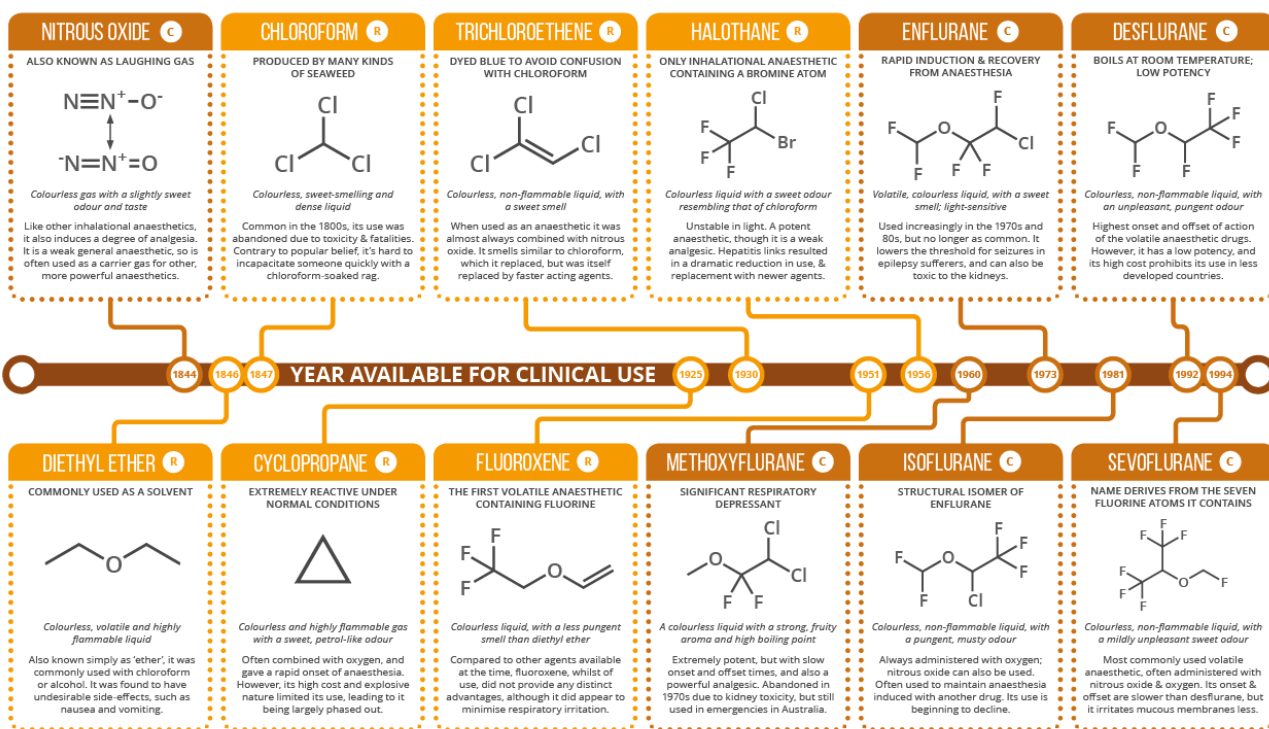 NITROUS OXIDE C
ALSO KNOWN AS LAUGHING GAS
N≡N⁺–O⁻
⁻N=N⁺=O
Colourless gas with a slightly sweet
odour and taste
Like other inhalational anaesthetics,
it also induces a degree of analgesia.
It is a weak general anaesthetic, so is
often used as a carrier gas for other,
more powerful anaesthetics.
CHLOROFORM R
PRODUCED BY MANY KINDS
OF SEAWEED
Cl
Cl Cl
Colourless, sweet-smelling and
dense liquid
Common in the 1800s, its use was
abandoned due to toxicity & fatalities.
Contrary to popular belief, it's hard to
incapacitate someone quickly with a
chloroform-soaked rag.
TRICHLOROETHENE R
DYED BLUE TO AVOID CONFUSION
WITH CHLOROFORM
Cl
Cl Cl
Colourless, non-flammable liquid, with
a sweet smell
When used as an anaesthetic it was
almost always combined with nitrous
oxide. It smells similar to chloroform,
which it replaced, but was itself
replaced by faster acting agents.
HALOTHANE R
ONLY INHALATIONAL ANAESTHETIC
CONTAINING A BROMINE ATOM
Cl
F
F Br
F
Colourless liquid with a sweet odour
resembling that of chloroform
Unstable in light. A potent
anaesthetic, though it is a weak
analgesic. Hepatitis links resulted
in a dramatic reduction in use, &
replacement with newer agents.
ENFLURANE C
RAPID INDUCTION & RECOVERY
FROM ANAESTHESIA
F
F O Cl
F F F
Volatile, colourless liquid, with a sweet
smell; light-sensitive
Used increasingly in the 1970s and
80s, but no longer as common. It
lowers the threshold for seizures in
epilepsy sufferers, and can also be
toxic to the kidneys.
DESFLURANE C
BOILS AT ROOM TEMPERATURE;
LOW POTENCY
F
F O F
F
F F
Colourless, non-flammable liquid, with
an unpleasant, pungent odour
Highest onset and offset of action
of the volatile anaesthetic drugs.
However, it has a low potency, and
its high cost prohibits its use in less
developed countries.
1844 1846 1847 YEAR AVAILABLE FOR CLINICAL USE 1925 1930 1951 1956 1960 1973 1981 1992 1994
DIETHYL ETHER R
COMMONLY USED AS A SOLVENT
O
Colourless, volatile and highly
flammable liquid
Also known simply as 'ether', it was
commonly used with chloroform
or alcohol. It was found to have
undesirable side-effects, such as
nausea and vomiting.
CYCLOPROPANE R
EXTREMELY REACTIVE UNDER
NORMAL CONDITIONS
Colourless and highly flammable gas
with a sweet, petrol-like odour
Often combined with oxygen, and
gave a rapid onset of anaesthesia.
However, its high cost and explosive
nature limited its use, leading to it
being largely phased out.
FLUOROXENE R
THE FIRST VOLATILE ANAESTHETIC
CONTAINING FLUORINE
F
F
F O
Colourless liquid, with a less pungent
smell than diethyl ether
Compared to other agents available
at the time, fluoroxene, whilst of
use, did not provide any distinct
advantages, although it did appear to
minimise respiratory irritation.
METHOXYFLURANE C
SIGNIFICANT RESPIRATORY
DEPRESSANT
Cl
O
Cl
F F
A colourless liquid with a strong, fruity
aroma and high boiling point
Extremely potent, but with slow
onset and offset times, and also a
powerful analgesic. Abandoned in
1970s due to kidney toxicity, but still
used in emergencies in Australia.
ISOFLURANE C
STRUCTURAL ISOMER OF
ENFLURANE
F
F O F
F
F Cl
Colourless, non-flammable liquid, with
a pungent, musty odour
Always administered with oxygen;
nitrous oxide can also be used.
Often used to maintain anaesthesia
induced with another drug. Its use is
beginning to decline.
SEVOFLURANE C
NAME DERIVES FROM THE SEVEN
FLUORINE ATOMS IT CONTAINS
F
F F
F O F
F
F
Colourless, non-flammable liquid, with
a mildly unpleasant sweet odour
Most commonly used volatile
anaesthetic, often administered with
nitrous oxide & oxygen. Its onset &
offset are slower than desflurane, but
it irritates mucous membranes less.